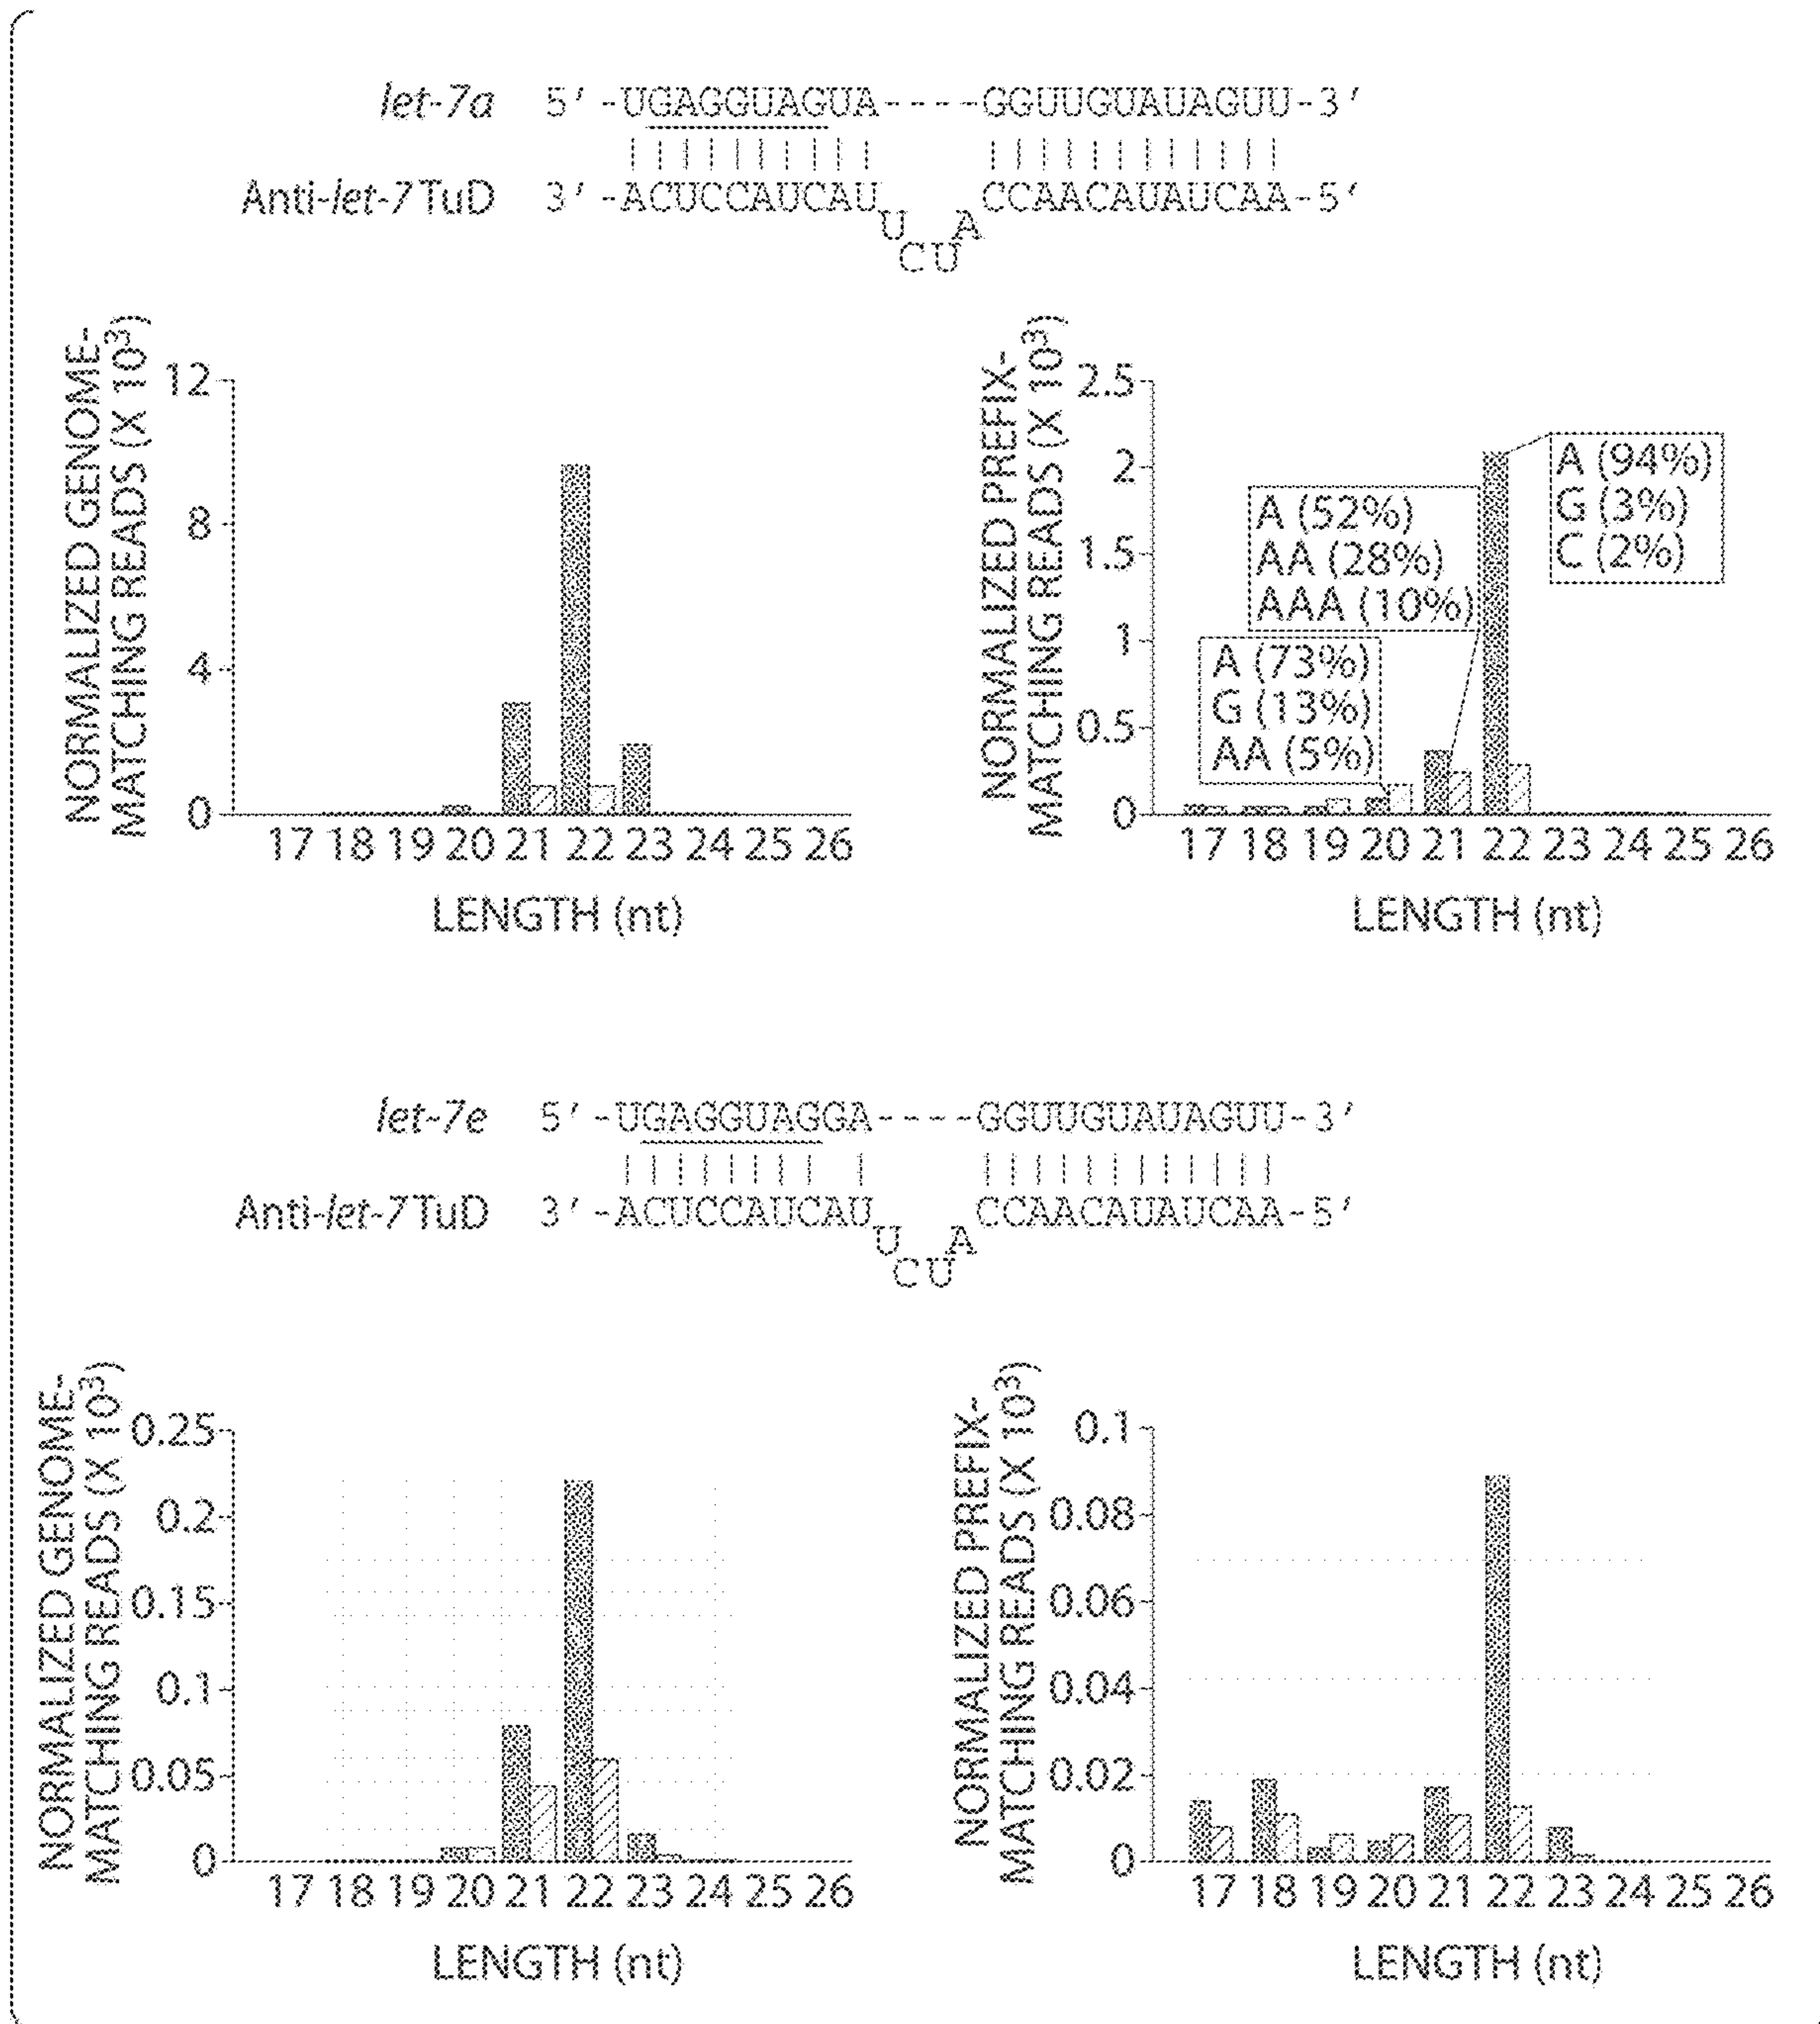 let-7a 5′ -UGAGGUAGUA----GGUUGUAUAGUU-3′
Anti-let-7 TuD 3′ -ACUCCAUCAU CCAACAUAUCAA-5′
U A
CU
NORMALIZED GENOME-
MATCHING READS (X 10³)
12
8
4
0
17 18 19 20 21 22 23 24 25 26
LENGTH (nt)
NORMALIZED PREFIX-
MATCHING READS (X 10³)
2.5
2
1.5
1
0.5
0
A (94%)
G (3%)
C (2%)
A (52%)
AA (28%)
AAA (10%)
A (73%)
G (13%)
AA (5%)
17 18 19 20 21 22 23 24 25 26
LENGTH (nt)
let-7e 5′ -UGAGGUAGGA----GGUUGUAUAGUU-3′
Anti-let-7 TuD 3′ -ACUCCAUCAU CCAACAUAUCAA-5′
U A
CU
NORMALIZED GENOME-
MATCHING READS (X 10³)
0.25
0.2
0.15
0.1
0.05
0
17 18 19 20 21 22 23 24 25 26
LENGTH (nt)
NORMALIZED PREFIX-
MATCHING READS (X 10³)
0.1
0.08
0.06
0.04
0.02
0
17 18 19 20 21 22 23 24 25 26
LENGTH (nt)